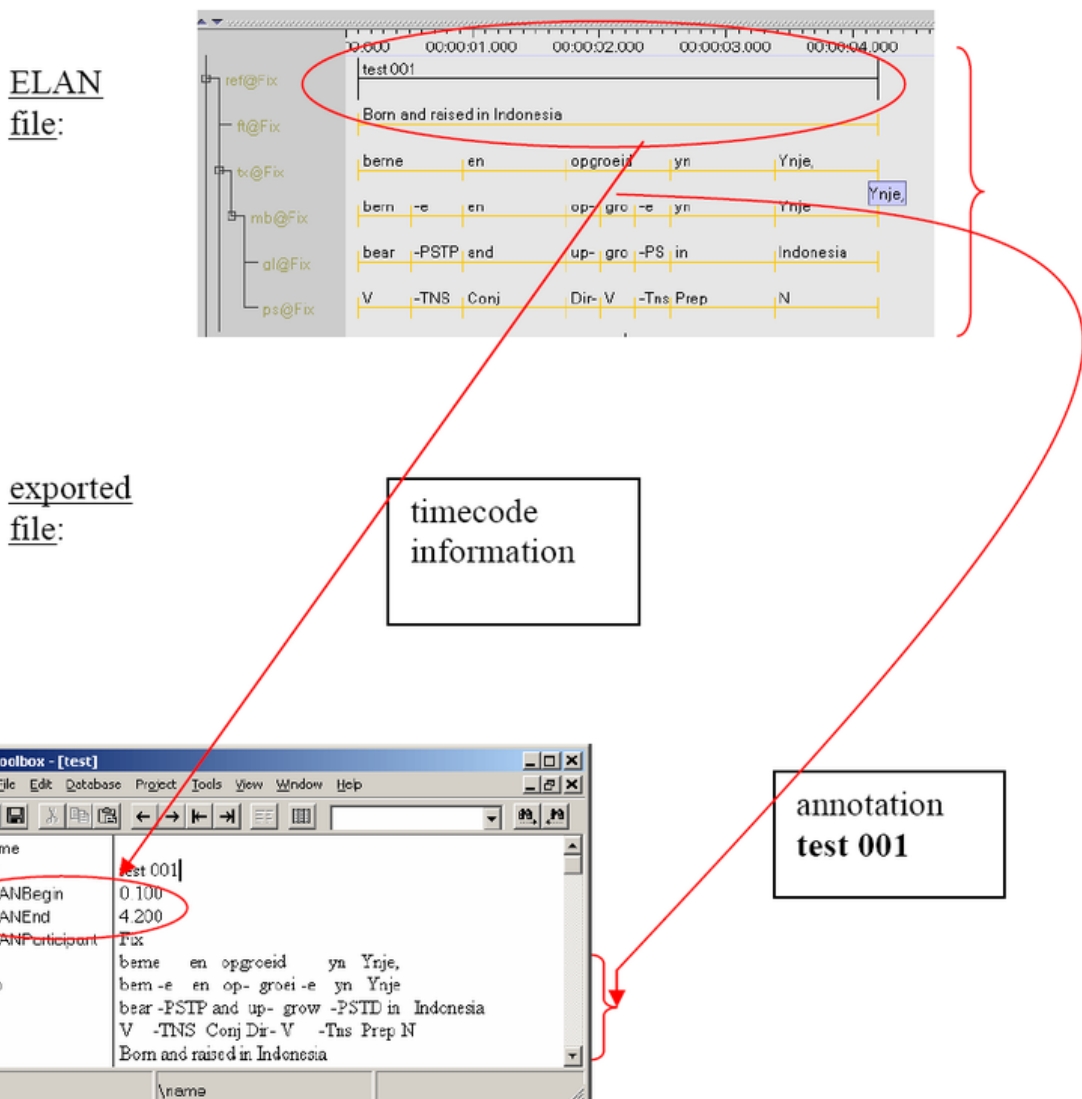 00.000 00:00:01.000 00:00:02.000 00:00:03.000 00:00:04.000
ELAN
file:
ref@Fix test 001
ft@Fix Born and raised in Indonesia
tx@Fix berne en opgroeid yn Ynje,
Ynje,
mb@Fix bern -e en op- gro -e yn Ynje
al@Fix bear -PSTP and up- gro -PS in Indonesia
ps@Fix V -TNS Conj Dir- V -Tns Prep N
exported
file:
timecode
information
oolbox - [test]
File Edit Database Project Tools View Window Help
me
test 001
ANBegin 0.100
ANEnd 4.200
ANParticipant Fix
berne en opgroeid yn Ynje,
bern -e en op- groei -e yn Ynje
bear -PSTP and up- grow -PSTD in Indonesia
V -TNS Conj Dir- V -Tns Prep N
Born and raised in Indonesia
\name
annotation
test 001